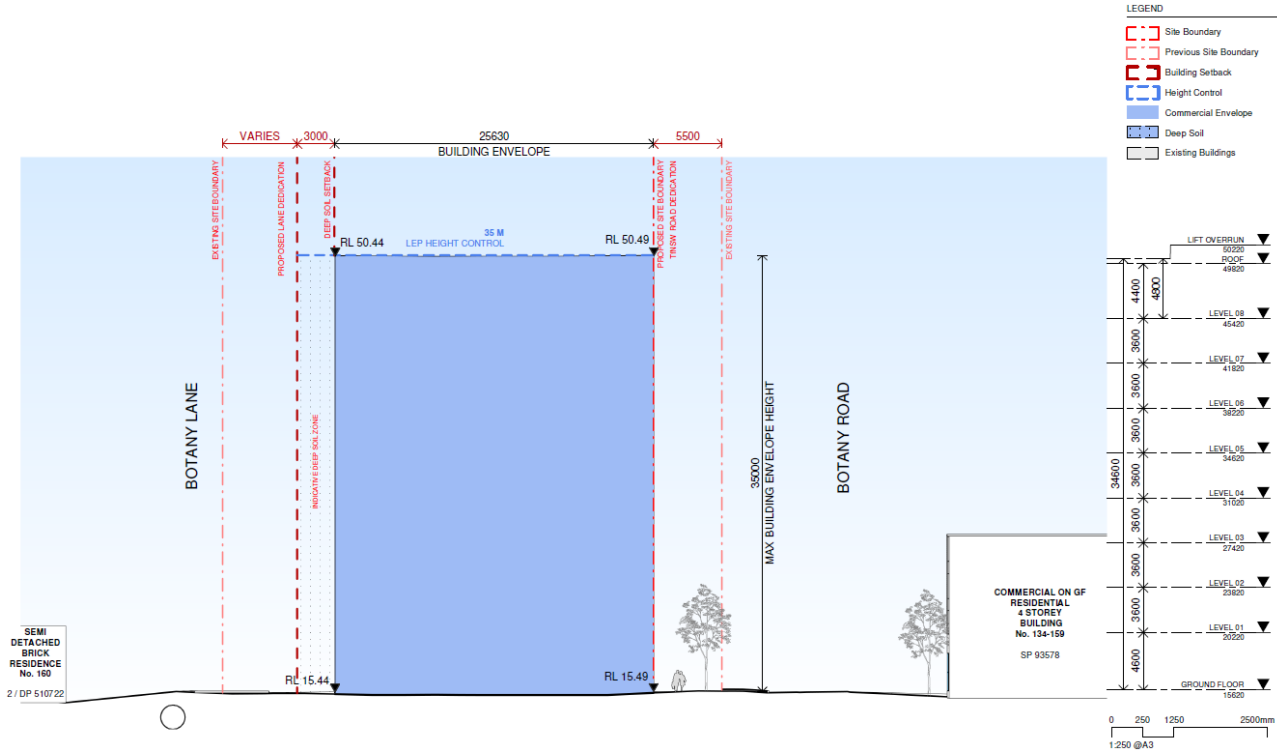 LEGEND
Site Boundary
Previous Site Boundary
Building Setback
Height Control
Commercial Envelope
Deep Soil
Existing Buildings
VARIES
3000
25630
5500
BUILDING ENVELOPE
EXISTING SITE BOUNDARY
PROPOSED LANE DEDICATION
DEEP SOIL SETBACK
PROPOSED SITE BOUNDARY
TfNSW ROAD DEDICATION
EXISTING SITE BOUNDARY
RL 50.44
35 M
LEP HEIGHT CONTROL
RL 50.49
INDICATIVE DEEP SOIL ZONE
BOTANY LANE
35000
MAX BUILDING ENVELOPE HEIGHT
BOTANY ROAD
RL 15.44
RL 15.49
SEMI
DETACHED
BRICK
RESIDENCE
No. 160
2 / DP 510722
COMMERCIAL ON GF
RESIDENTIAL
4 STOREY
BUILDING
No. 134-159
SP 93578
LIFT OVERRUN
50220
ROOF
49820
LEVEL 08
45420
LEVEL 07
41820
LEVEL 06
38220
LEVEL 05
34620
LEVEL 04
31020
LEVEL 03
27420
LEVEL 02
23820
LEVEL 01
20220
GROUND FLOOR
15620
34600
4400
4800
3600
3600
3600
3600
3600
3600
3600
4600
0 250 1250 2500mm
1:250 @A3